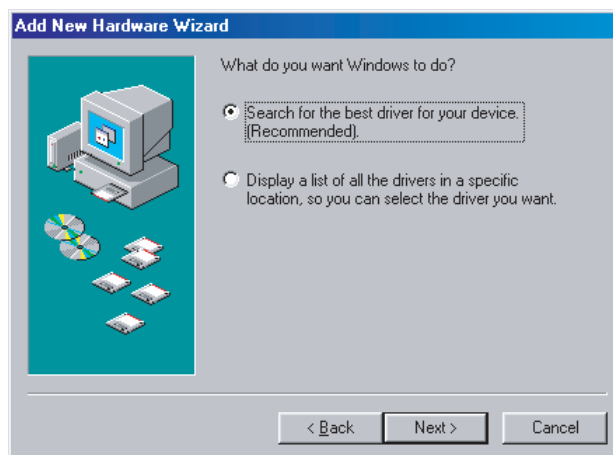 Add New Hardware Wizard
What do you want Windows to do?
Search for the best driver for your device.
(Recommended).
Display a list of all the drivers in a specific
location, so you can select the driver you want.
< Back
Next >
Cancel